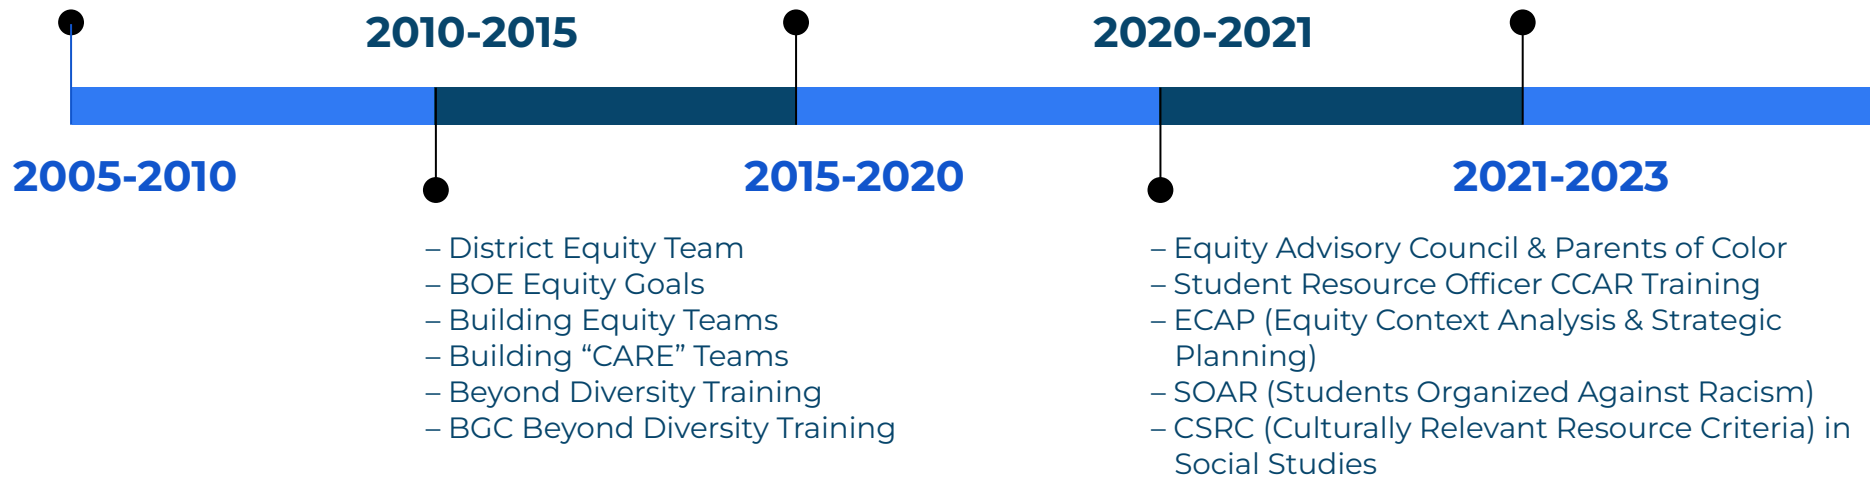 2010-2015
2020-2021
2005-2010
2015-2020
2021-2023
– District Equity Team
– BOE Equity Goals
– Building Equity Teams
– Building “CARE” Teams
– Beyond Diversity Training
– BGC Beyond Diversity Training
– Equity Advisory Council & Parents of Color
– Student Resource Officer CCAR Training
– ECAP (Equity Context Analysis & Strategic
Planning)
– SOAR (Students Organized Against Racism)
– CSRC (Culturally Relevant Resource Criteria) in
Social Studies